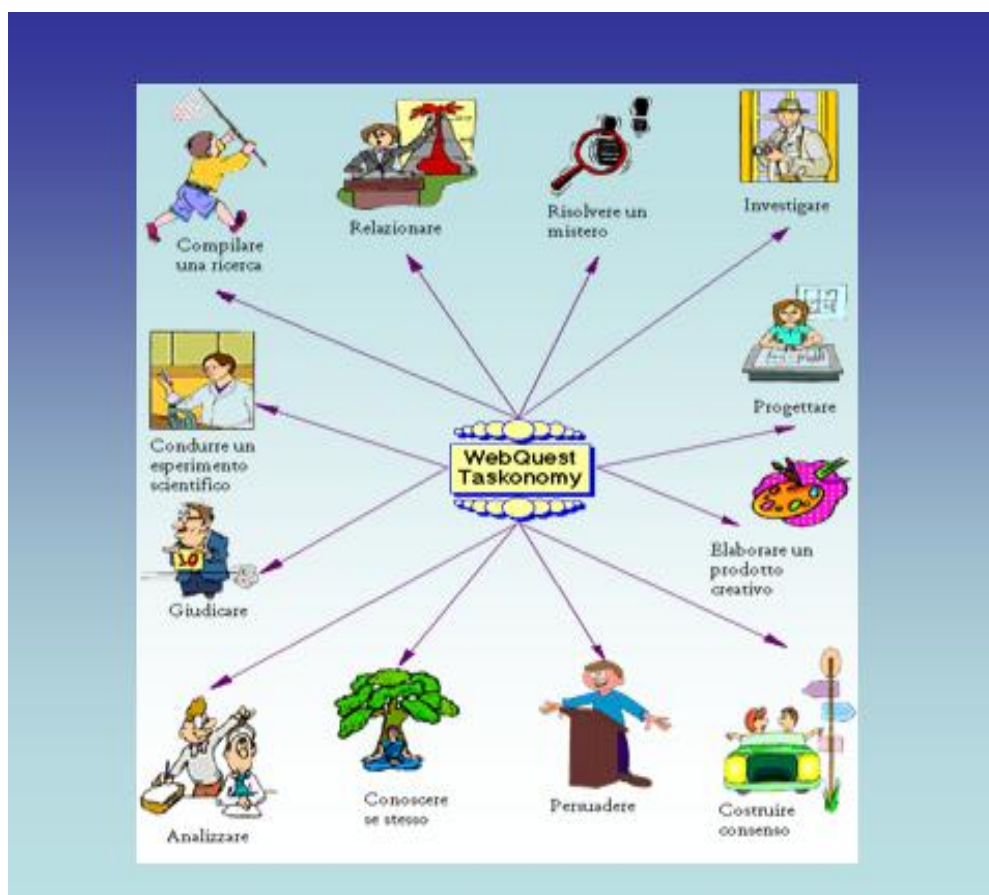 Compilare
una ricerca
Relazionare
Risolvere un
mistero
Investigare
Condurre un
esperimento
scientifico
Progettare
WebQuest
Taskonomy
Elaborare un
prodotto
creativo
10
Giudicare
Analizzare
Conoscere
se stesso
Persuadere
Costruire
consenso